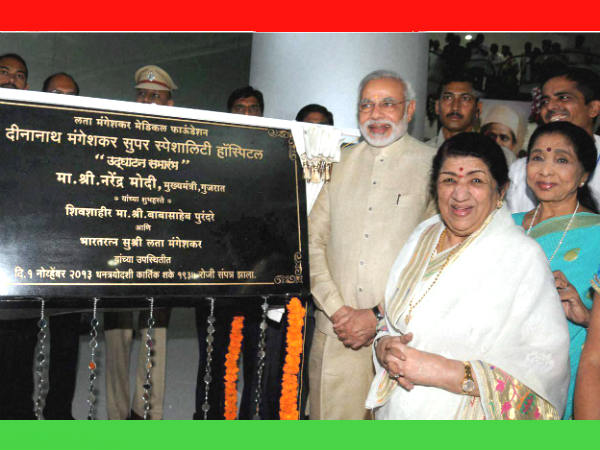 लता मंगेशकर मेडिकल फाऊंडेशन
दीनानाथ मंगेशकर सुपर स्पेशालिटी हॉस्पिटल
"उद्‌घाटन समारंभ"
मा.श्री.नरेंद्र मोदी, मुख्यमंत्री, गुजरात
यांच्या शुभहस्ते
शिवशाहीर मा.श्री.बाबासाहेब पुरंदरे
आणि
भारतरत्न सुश्री लता मंगेशकर
यांच्या उपस्थितीत
दि.१ नोव्हेंबर २०१३ धनत्रयोदशी कार्तिक शके १९३५ रोजी संपन्न झाला.